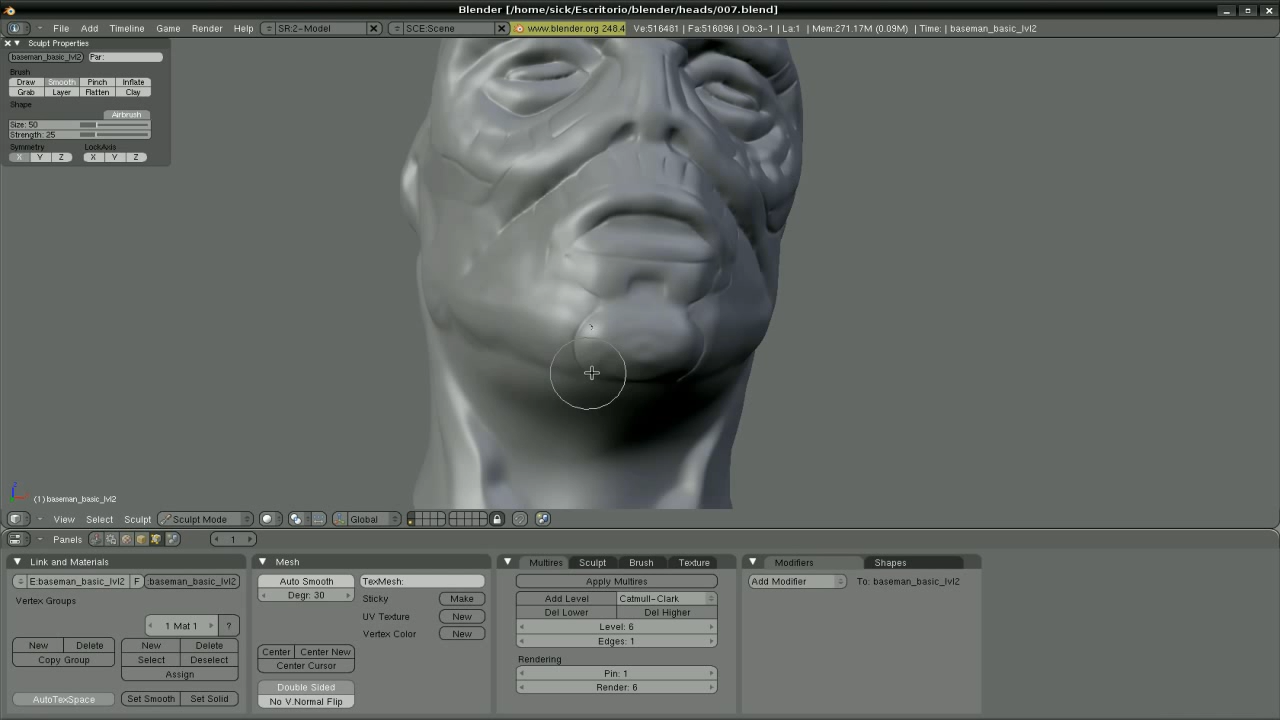 Blender [/home/sick/Escritorio/blender/heads/007.blend]
File Add Timeline Game Render Help SR:2-Model SCE:Scene www.blender.org 248.4 Ve:516481 | Fa:516096 | Ob:3-1 | La:1 | Mem:271.17M (0.09M) | Time: | baseman_basic_lvl2
Sculpt Properties
baseman_basic_lvl2) Par:
Brush
Draw Smooth Pinch Inflate
Grab Layer Flatten Clay
Shape
Airbrush
Size: 50
Strength: 25
Symmetry LockAxis
X Y Z X Y Z
(1) baseman_basic_lvl2
View Select Sculpt Sculpt Mode Global
Panels 1
Link and Materials Mesh Multires Sculpt Brush Texture Modifiers Shapes
E:baseman_basic_lvl2 F :baseman_basic_lvl2 Auto Smooth TexMesh: Apply Multires Add Modifier To: baseman_basic_lvl2
Degr: 30
Vertex Groups Sticky Make Add Level Catmull-Clark
Del Lower Del Higher
1 Mat 1 ? UV Texture New Level: 6
Vertex Color New Edges: 1
New Delete New Delete
Copy Group Select Deselect Center Center New Rendering
Assign Center Cursor Pin: 1
Double Sided Render: 6
AutoTexSpace Set Smooth Set Solid No V.Normal Flip